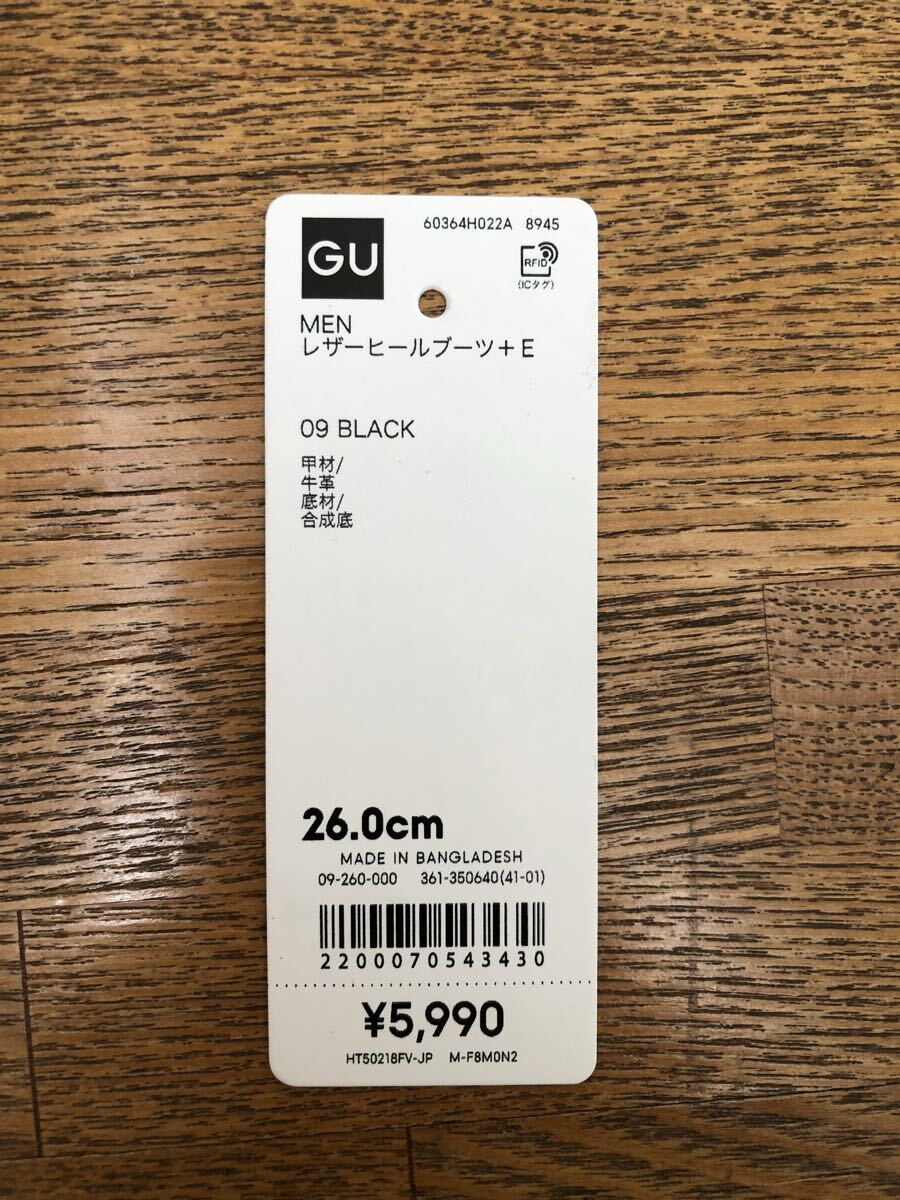 GU
60364H022A 8945
RFID
(ICタグ)
MEN
レザーヒールブーツ+E
09 BLACK
甲材/
牛革
底材/
合成底
26.0cm
MADE IN BANGLADESH
09-260-000 361-350640(41-01)
2200070543430
¥5,990
HT50218FV-JP M-F8M0N2